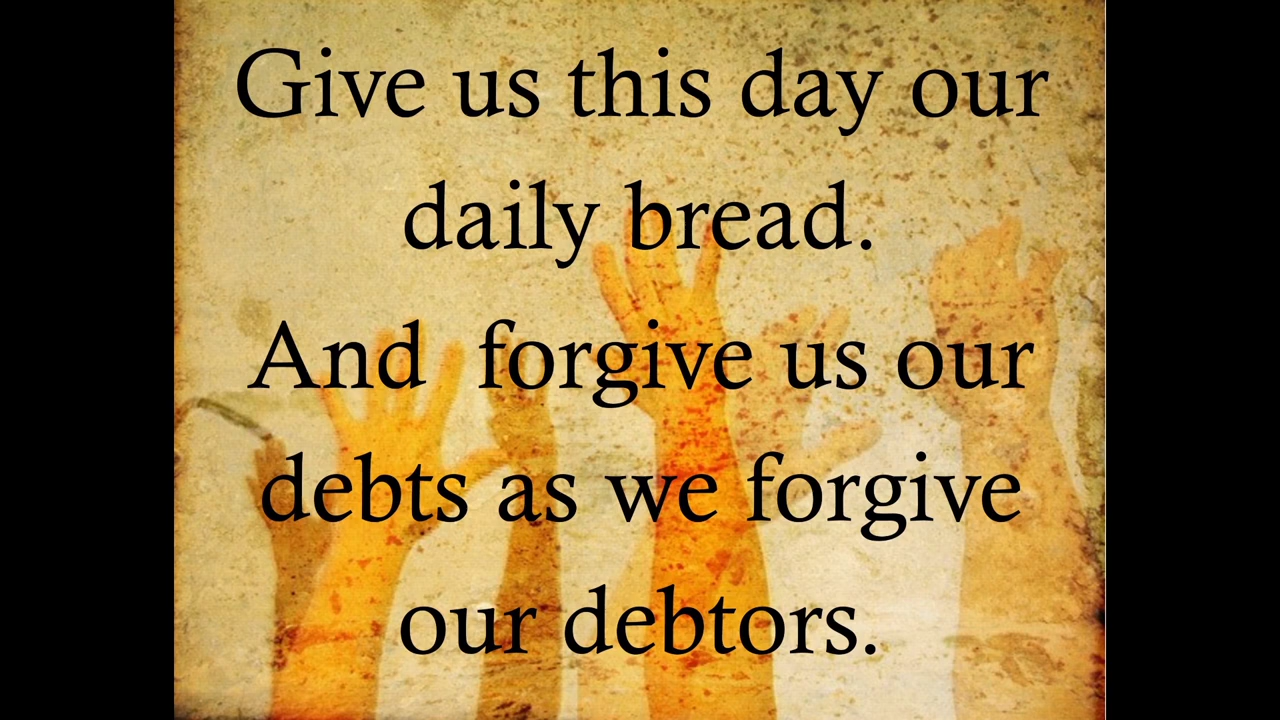 Give us this day our
daily bread.
And  forgive us our
debts as we forgive
our debtors.